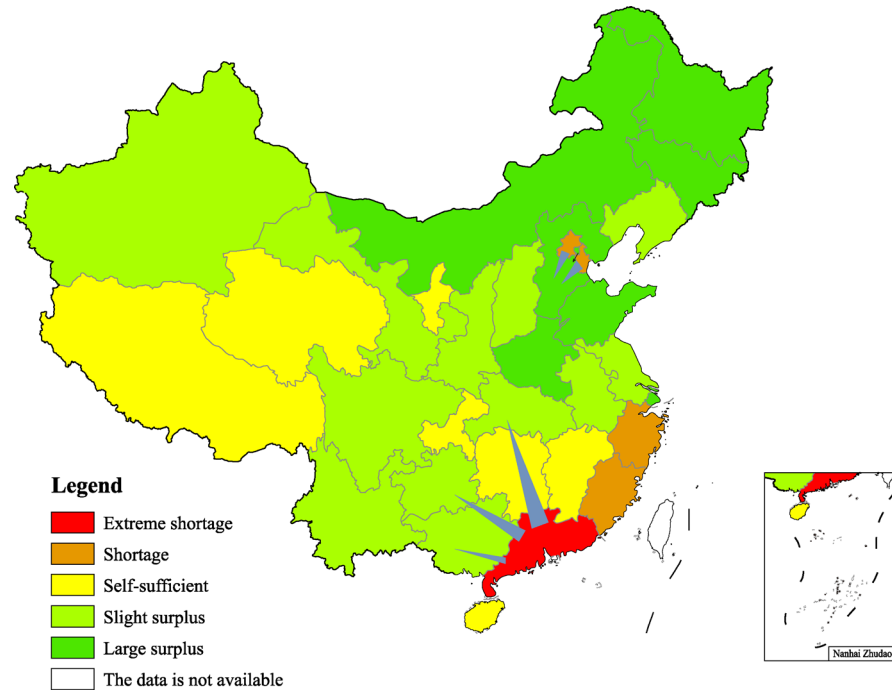 Legend
Extreme shortage
Shortage
Self-sufficient
Slight surplus
Large surplus
The data is not available
Nanhai Zhudao